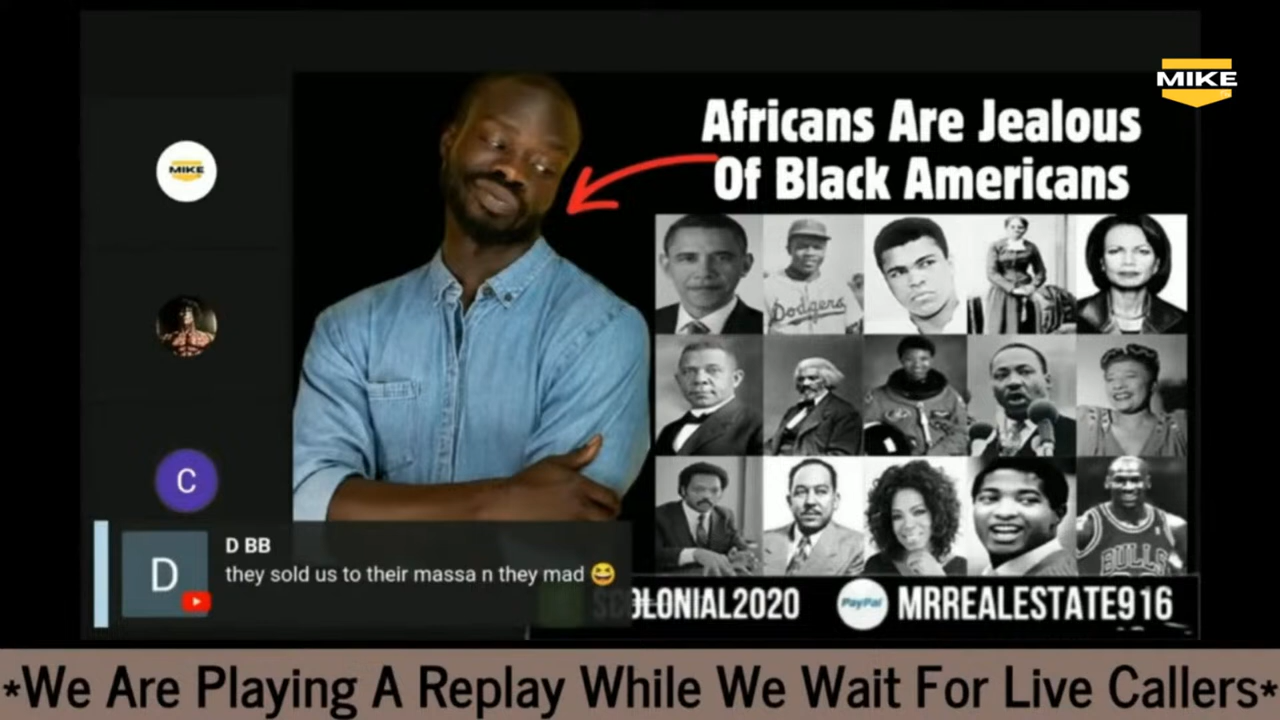 MIKE
MIKE
Africans Are Jealous
Of Black Americans
Dodgers
BULLS
C
D
D BB
they sold us to their massa n they mad 😆
OLONIAL2020
PayPal
MRREALESTATE916
*We Are Playing A Replay While We Wait For Live Callers*